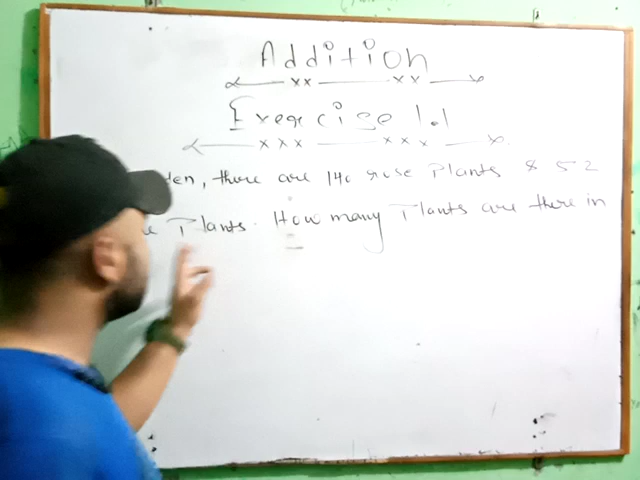 Addition
Exercise 1.1
den, there are 140 rose Plants & 52
Plants. How many Plants are there in